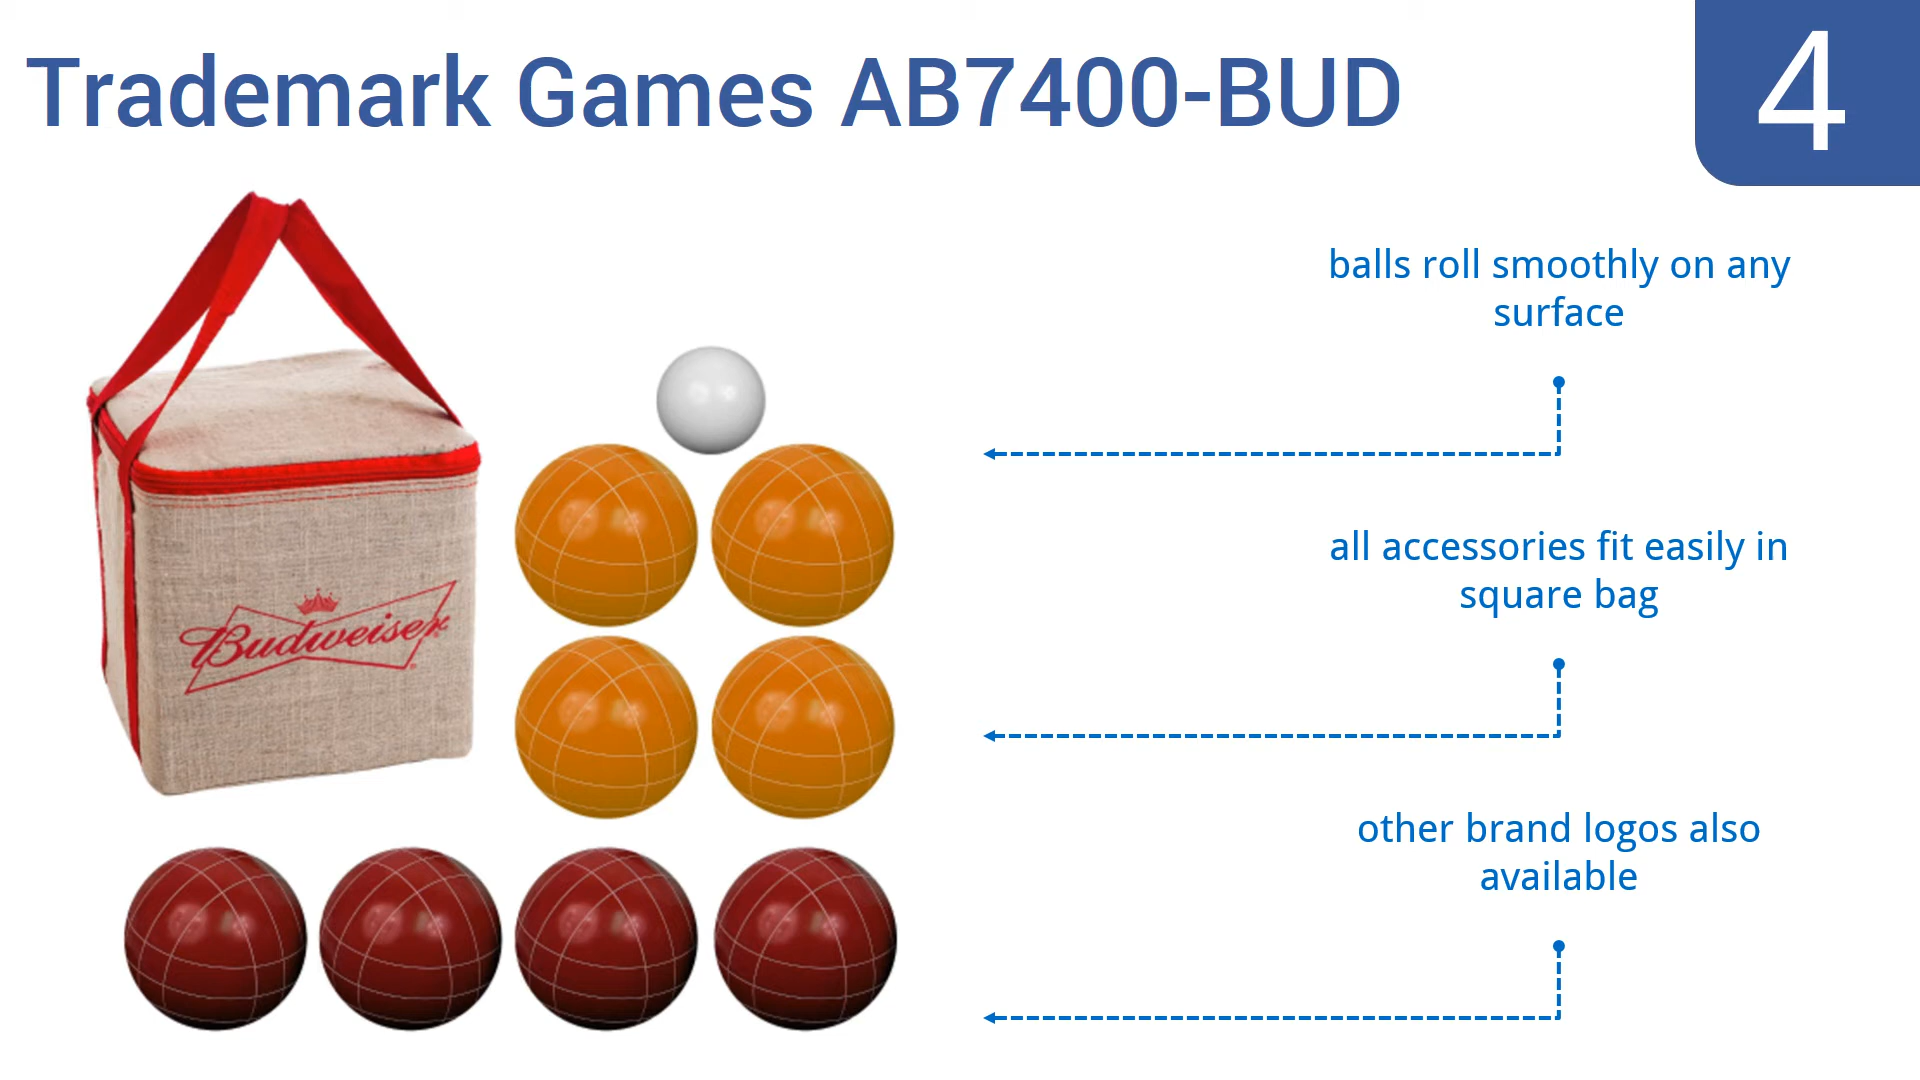 Trademark Games AB7400-BUD
4
balls roll smoothly on any
surface
all accessories fit easily in
square bag
Budweiser
other brand logos also
available